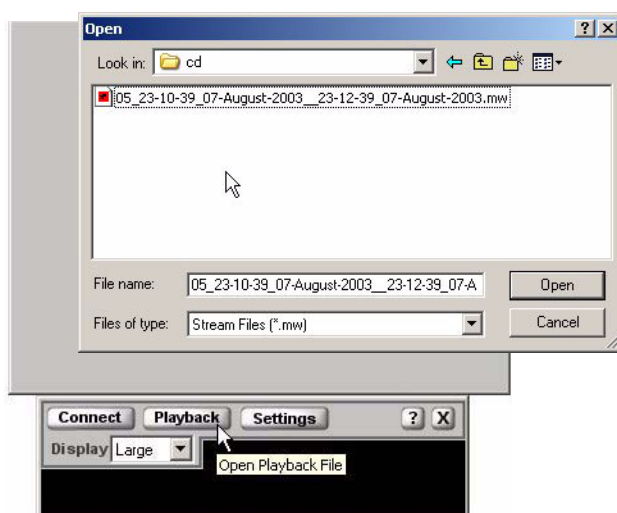 Open
Look in: cd
05_23-10-39_07-August-2003__23-12-39_07-August-2003.mw
File name: 05_23-10-39_07-August-2003__23-12-39_07-A Open
Files of type: Stream Files (*.mw) Cancel
Connect Playback Settings ? X
Display Large
Open Playback File